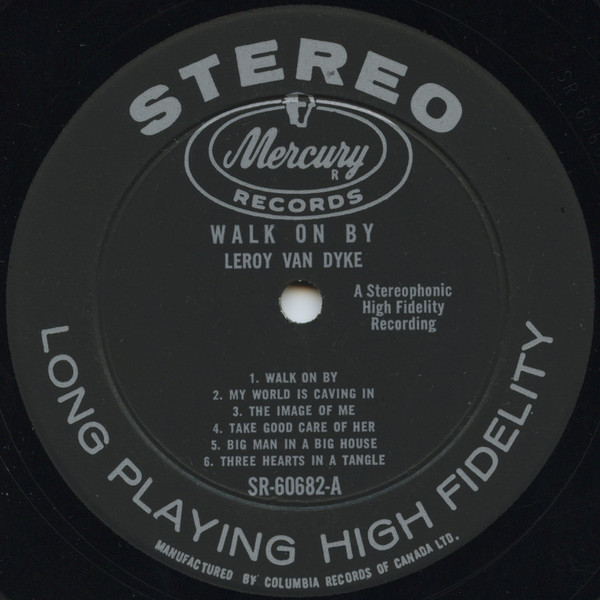 STEREO
Mercury
R
RECORDS
WALK ON BY
LEROY VAN DYKE
A Stereophonic
High Fidelity
Recording
1. WALK ON BY
2. MY WORLD IS CAVING IN
3. THE IMAGE OF ME
4. TAKE GOOD CARE OF HER
5. BIG MAN IN A BIG HOUSE
6. THREE HEARTS IN A TANGLE
SR-60682-A
LONG PLAYING HIGH FIDELITY
MANUFACTURED BY COLUMBIA RECORDS OF CANADA LTD.